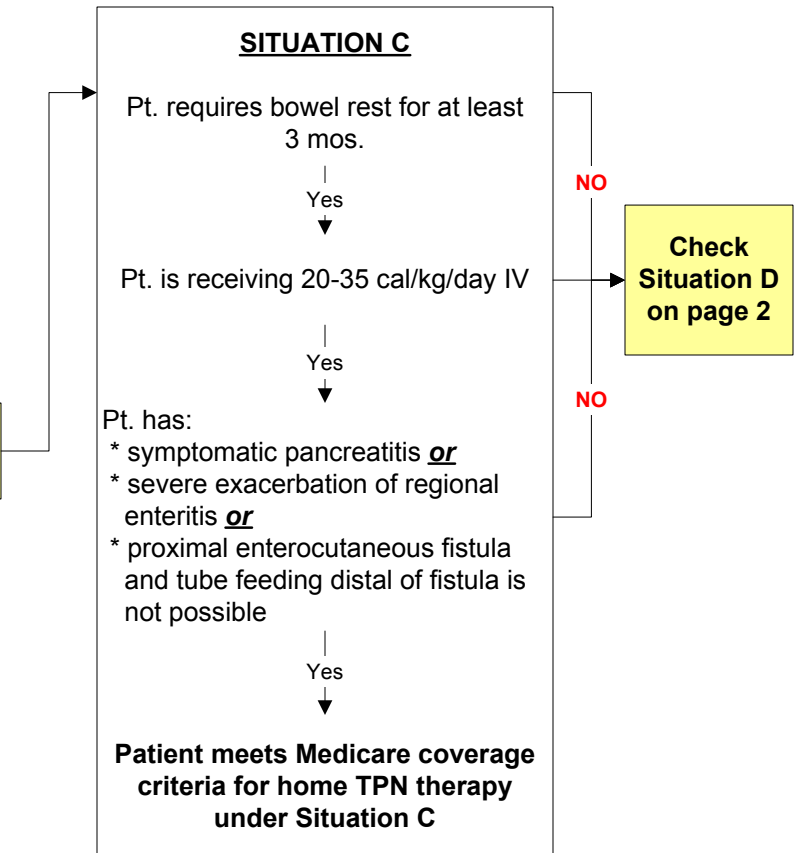 SITUATION C
Pt. requires bowel rest for at least
3 mos.
Yes
Pt. is receiving 20-35 cal/kg/day IV
Yes
Pt. has:
* symptomatic pancreatitis or
* severe exacerbation of regional
enteritis or
* proximal enterocutaneous fistula
and tube feeding distal of fistula is
not possible
Yes
Patient meets Medicare coverage
criteria for home TPN therapy
under Situation C
NO
NO
Check
Situation D
on page 2